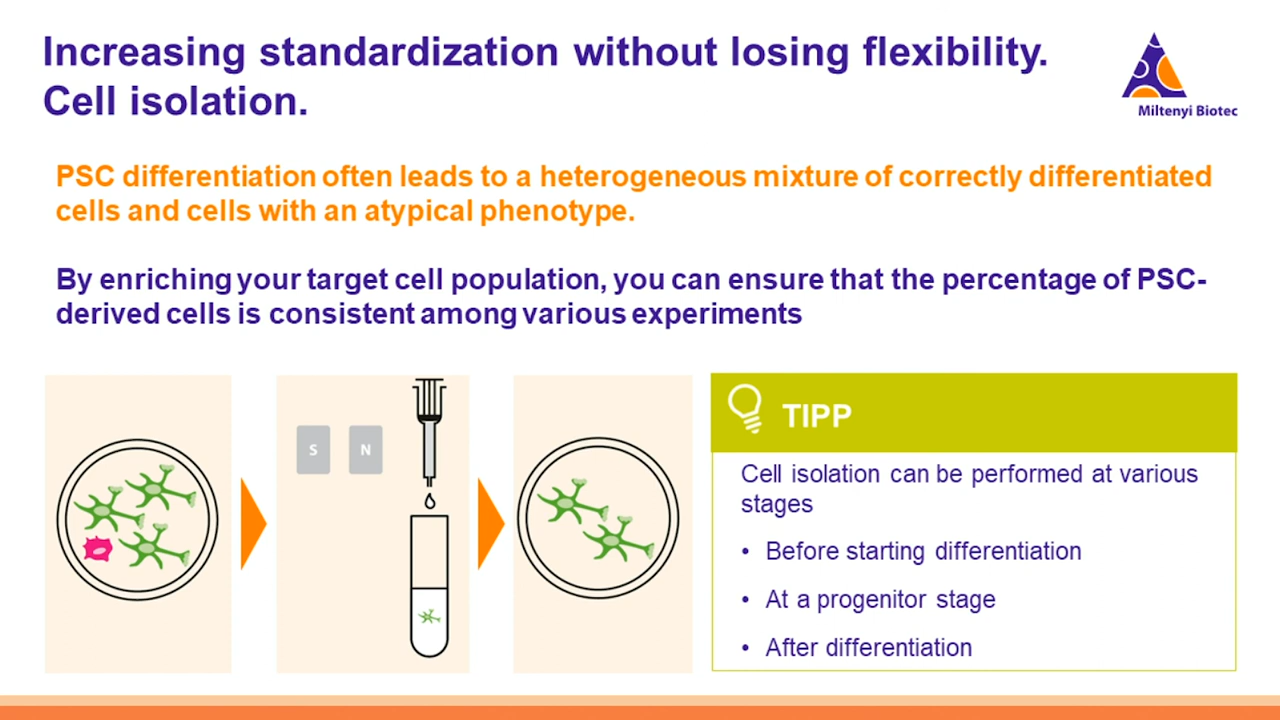 Increasing standardization without losing flexibility.
Cell isolation.
Miltenyi Biotec
PSC differentiation often leads to a heterogeneous mixture of correctly differentiated
cells and cells with an atypical phenotype.
By enriching your target cell population, you can ensure that the percentage of PSC-
derived cells is consistent among various experiments
S N
TIPP
Cell isolation can be performed at various
stages
• Before starting differentiation
• At a progenitor stage
• After differentiation